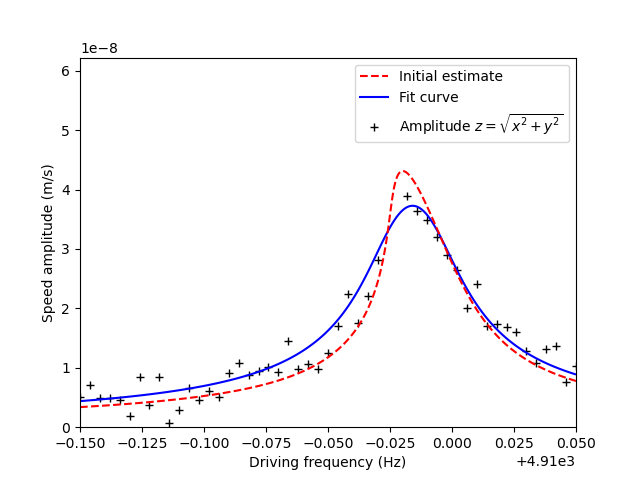 1e−8
6
5
4
3
2
1
0
Speed amplitude (m/s)
Initial estimate
Fit curve
Amplitude z = √x² + y²
−0.150 −0.125 −0.100 −0.075 −0.050 −0.025 0.000 0.025 0.050
Driving frequency (Hz)
+4.91e3